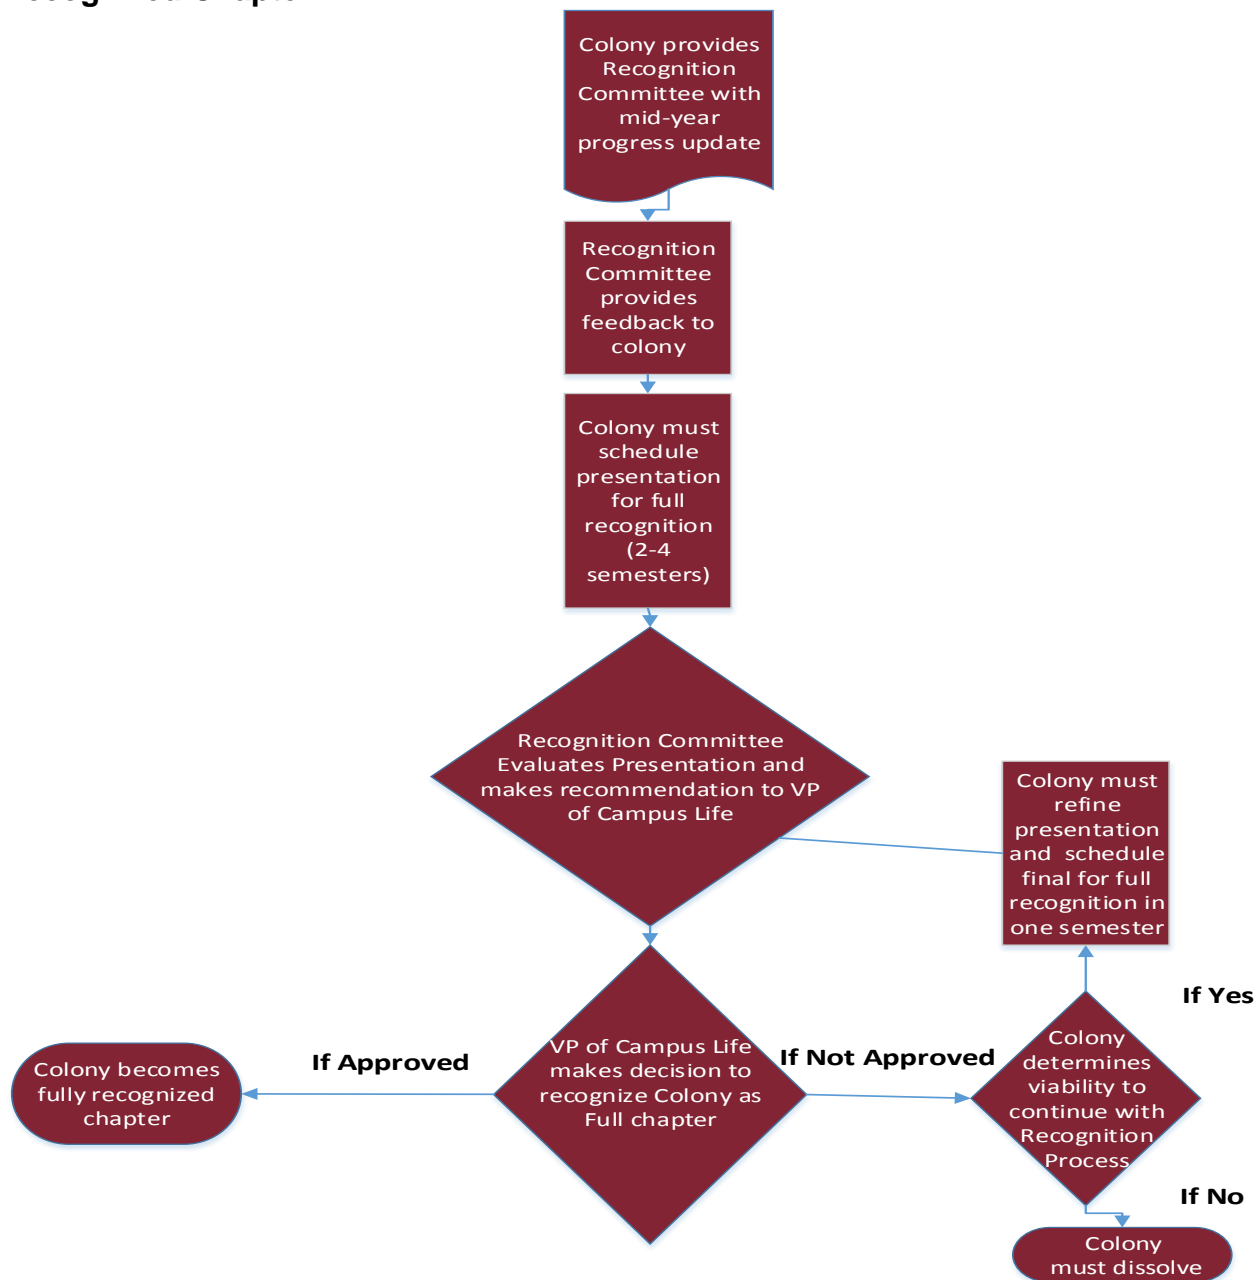 Colony provides
Recognition
Committee with
mid-year
progress update
Recognition
Committee
provides
feedback to
colony
Colony must
schedule
presentation
for full
recognition
(2-4
semesters)
Recognition Committee
Evaluates Presentation and
makes recommendation to VP
of Campus Life
Colony must
refine
presentation
and schedule
final for full
recognition in
one semester
If Yes
VP of Campus Life
makes decision to
recognize Colony as
Full chapter
If Approved
If Not Approved
Colony becomes
fully recognized
chapter
Colony
determines
viability to
continue with
Recognition
Process
If No
Colony
must dissolve